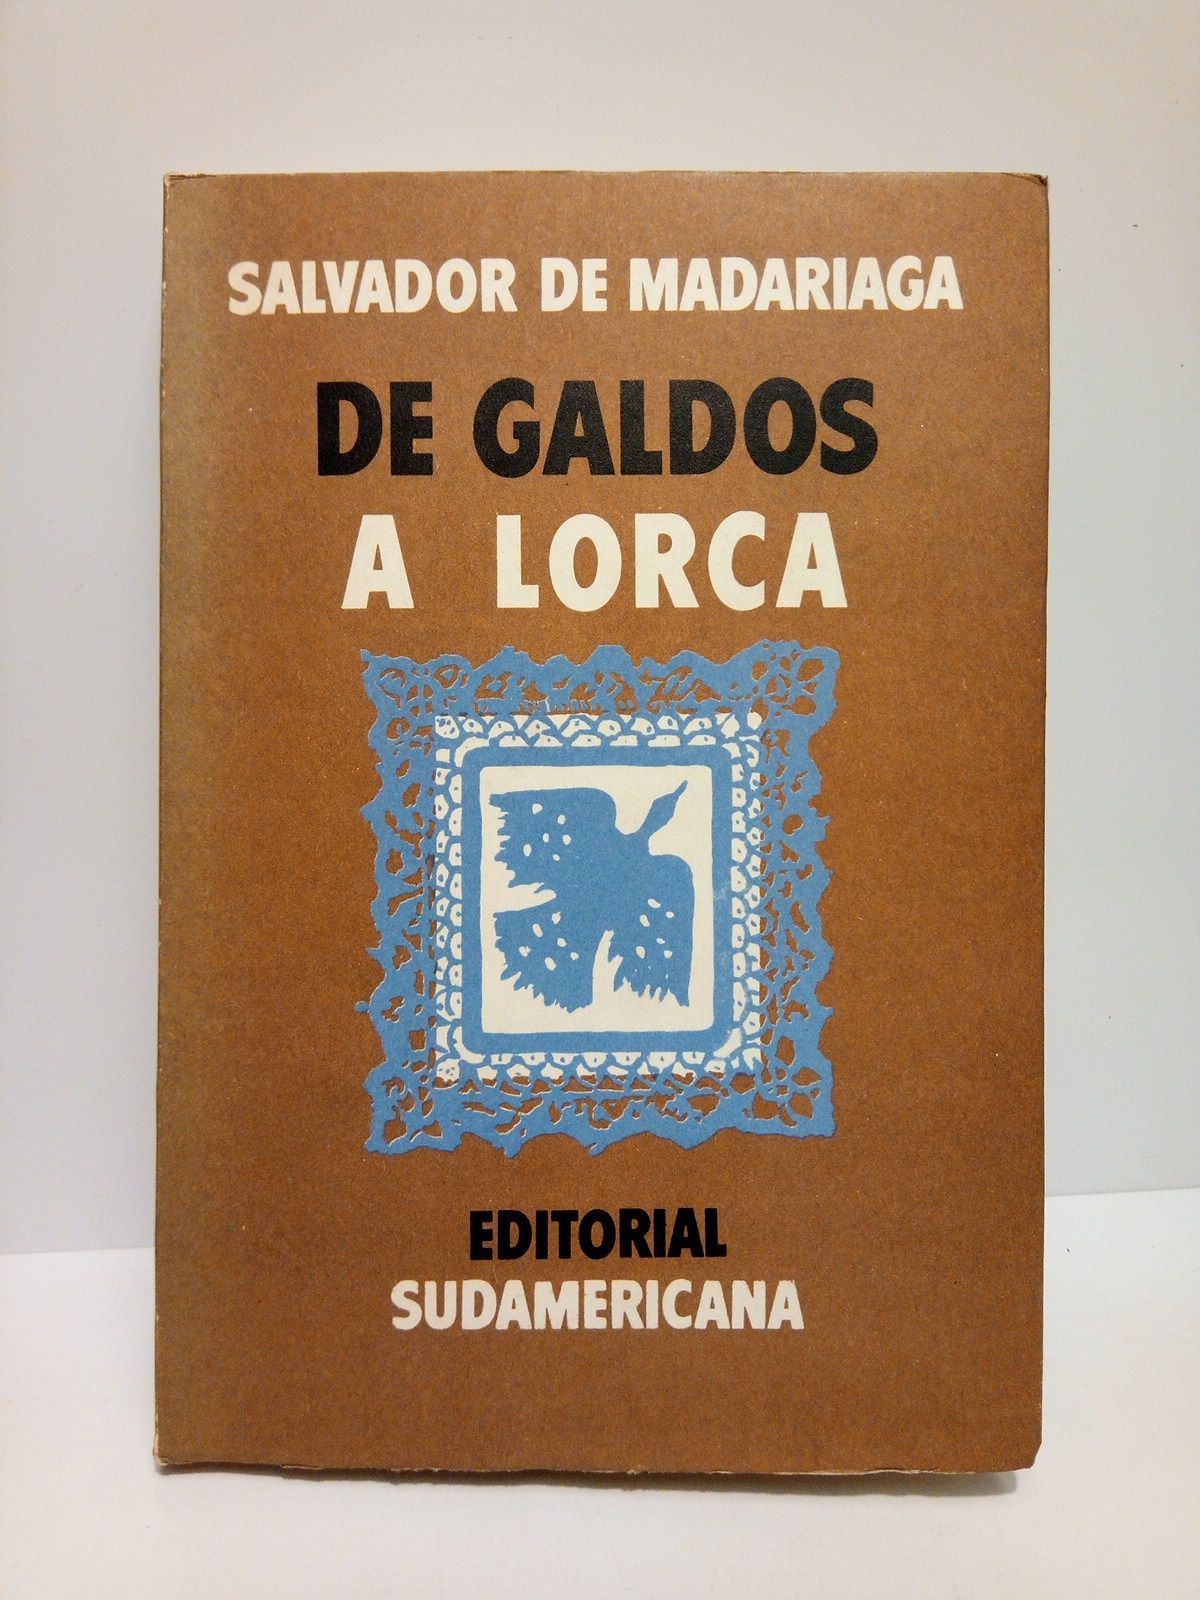 SALVADOR DE MADARIAGA
DE GALDOS
A LORCA
EDITORIAL
SUDAMERICANA